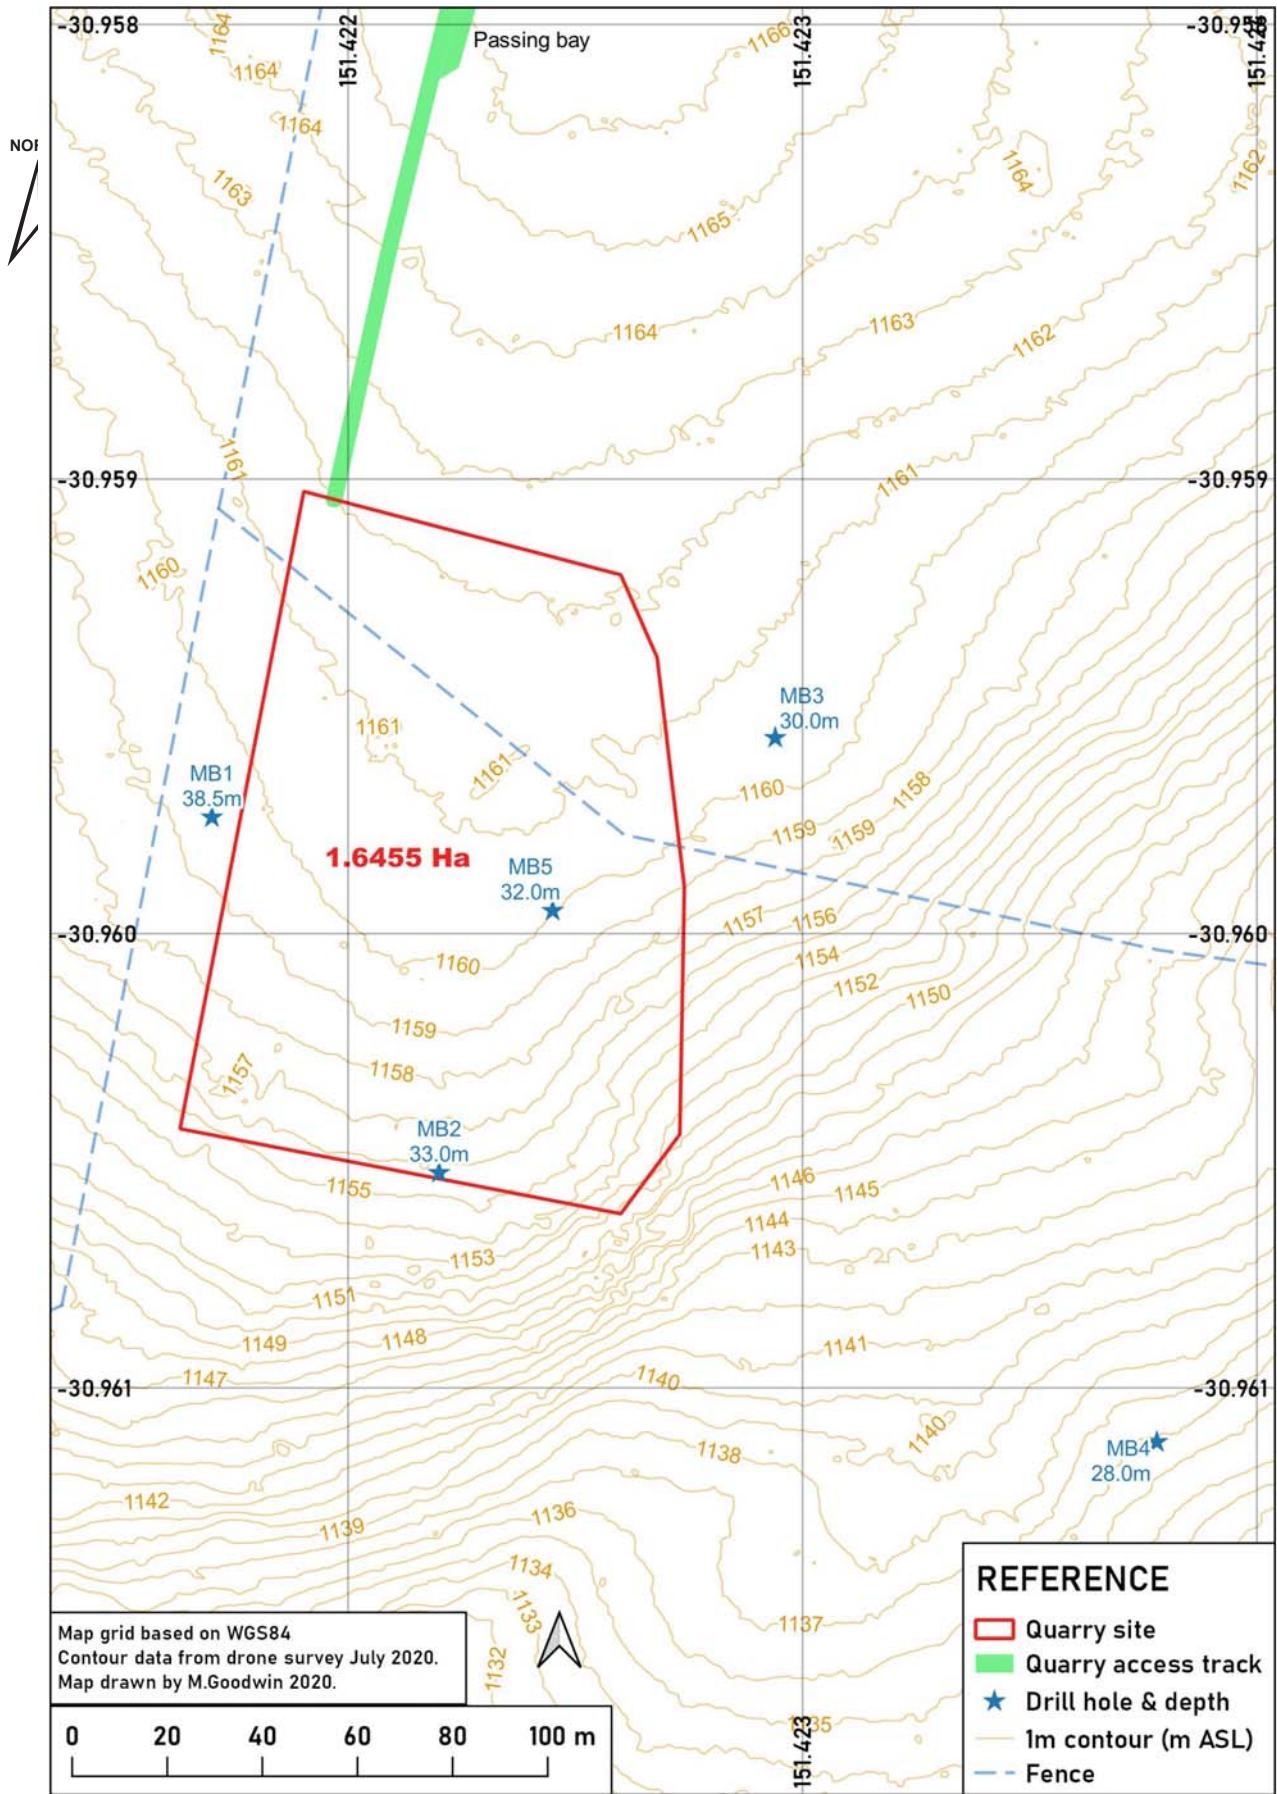 -30.958
151.422
Passing bay
151.423
-30.958
1164
1166
1164
1164
1163
1164
1162
1165
1164
1163
1162
1161
-30.959
1161
-30.959
1160
MB3
30.0m
1161
1161
MB1
38.5m
1160
1158
1159
1159
1.6455 Ha
MB5
32.0m
1157
1156
-30.960
-30.960
1160
1154
1152
1150
1159
1158
1157
MB2
33.0m
1155
1146
1145
1144
1143
1153
1151
1149
1148
1147
1141
1140
-30.961
-30.961
1140
1138
MB4
28.0m
1142
1139
1136
1134
1133
1137
1132
151.423
REFERENCE
Quarry site
Quarry access track
Drill hole & depth
1m contour (m ASL)
Fence
Map grid based on WGS84
Contour data from drone survey July 2020.
Map drawn by M.Goodwin 2020.
0 20 40 60 80 100 m